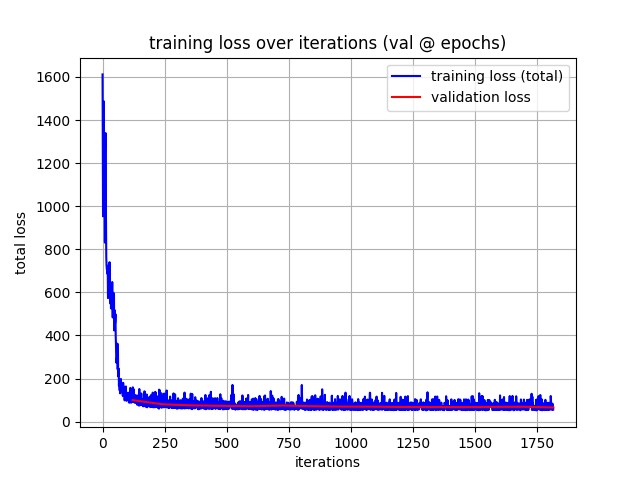 training loss over iterations (val @ epochs)
training loss (total)
validation loss
total loss
1600
1400
1200
1000
800
600
400
200
0
0 250 500 750 1000 1250 1500 1750
iterations